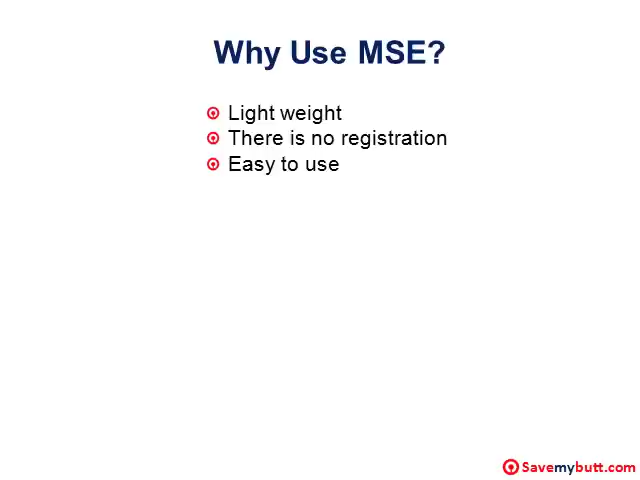 Why Use MSE?
Light weight
There is no registration
Easy to use
Savemybutt.com